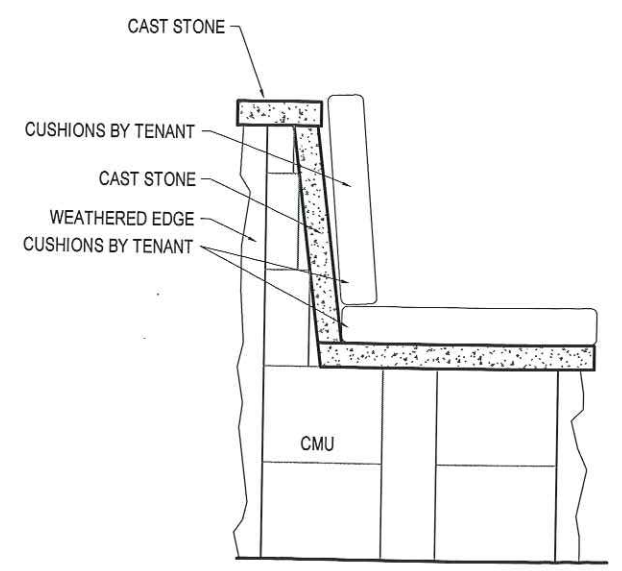 CAST STONE
CUSHIONS BY TENANT
CAST STONE
WEATHERED EDGE
CUSHIONS BY TENANT
CMU